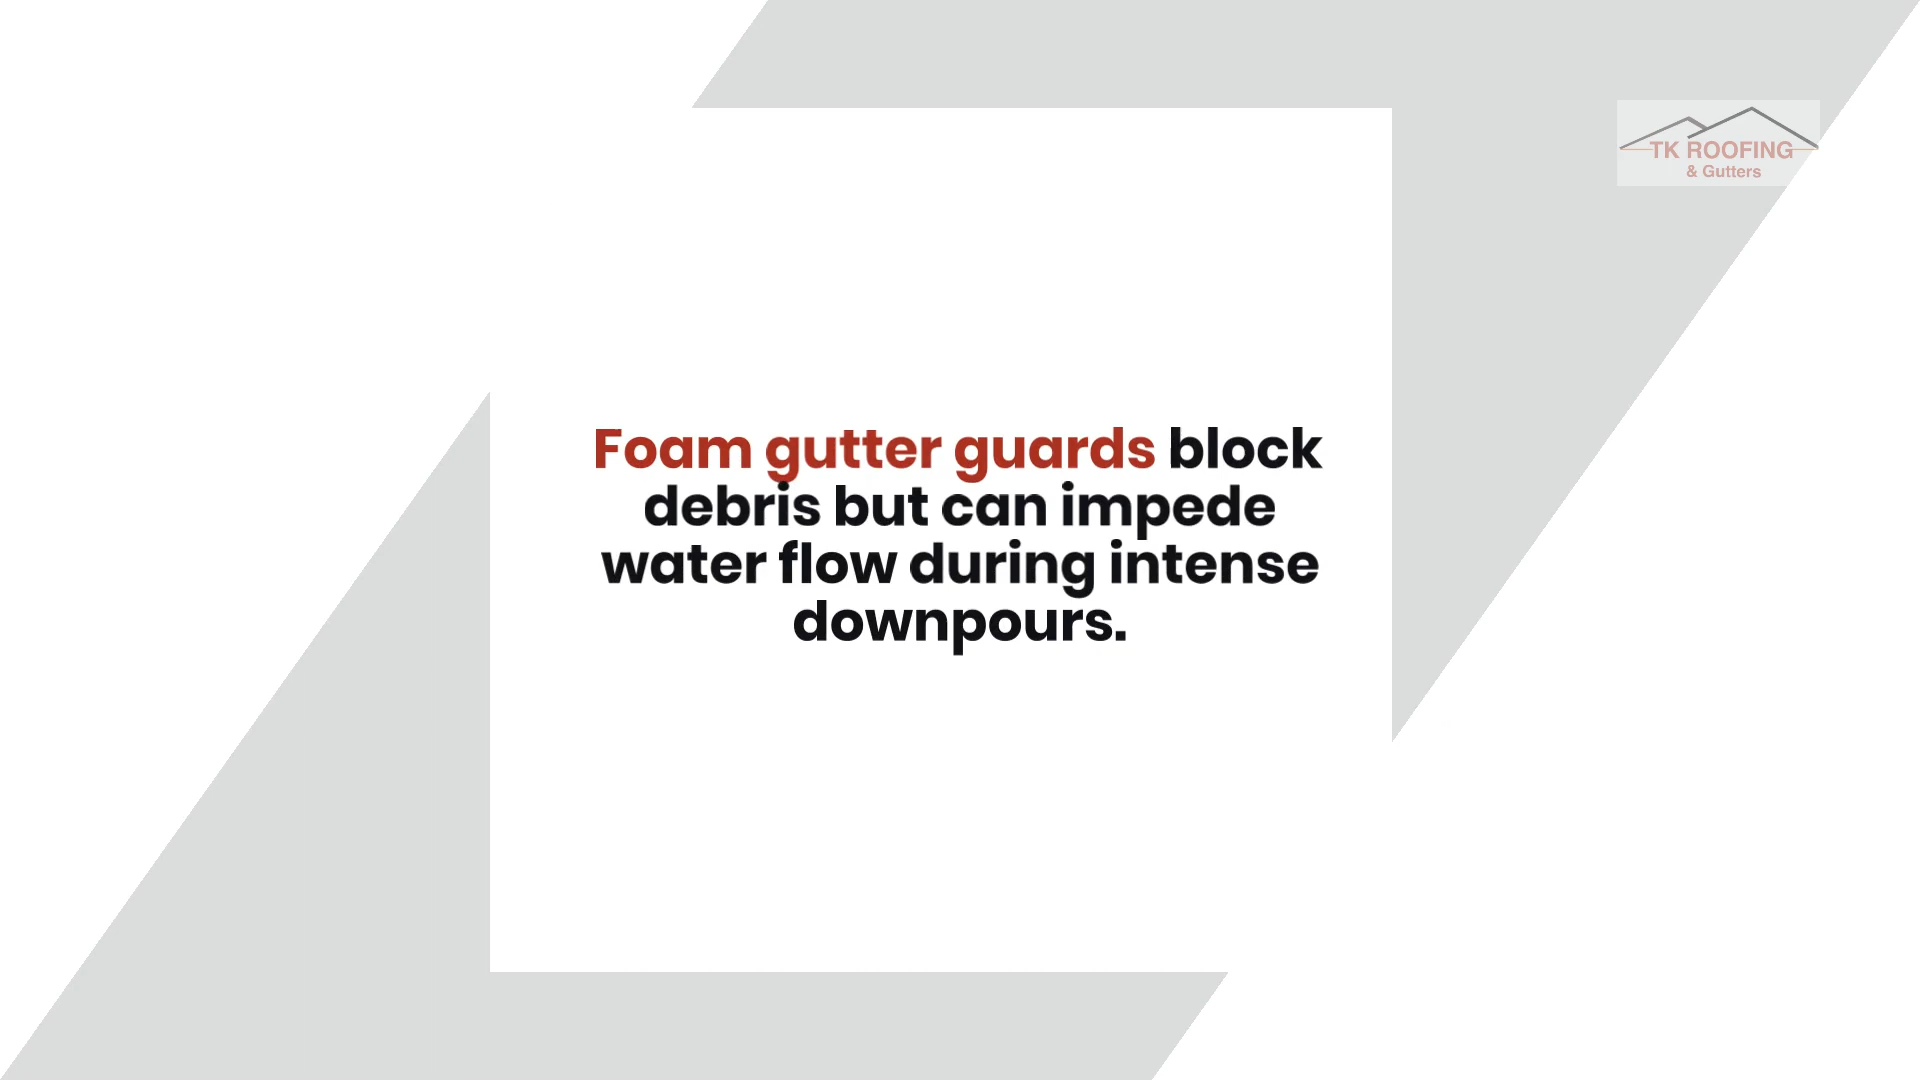 TK ROOFING
& Gutters
Foam gutter guards block
debris but can impede
water flow during intense
downpours.